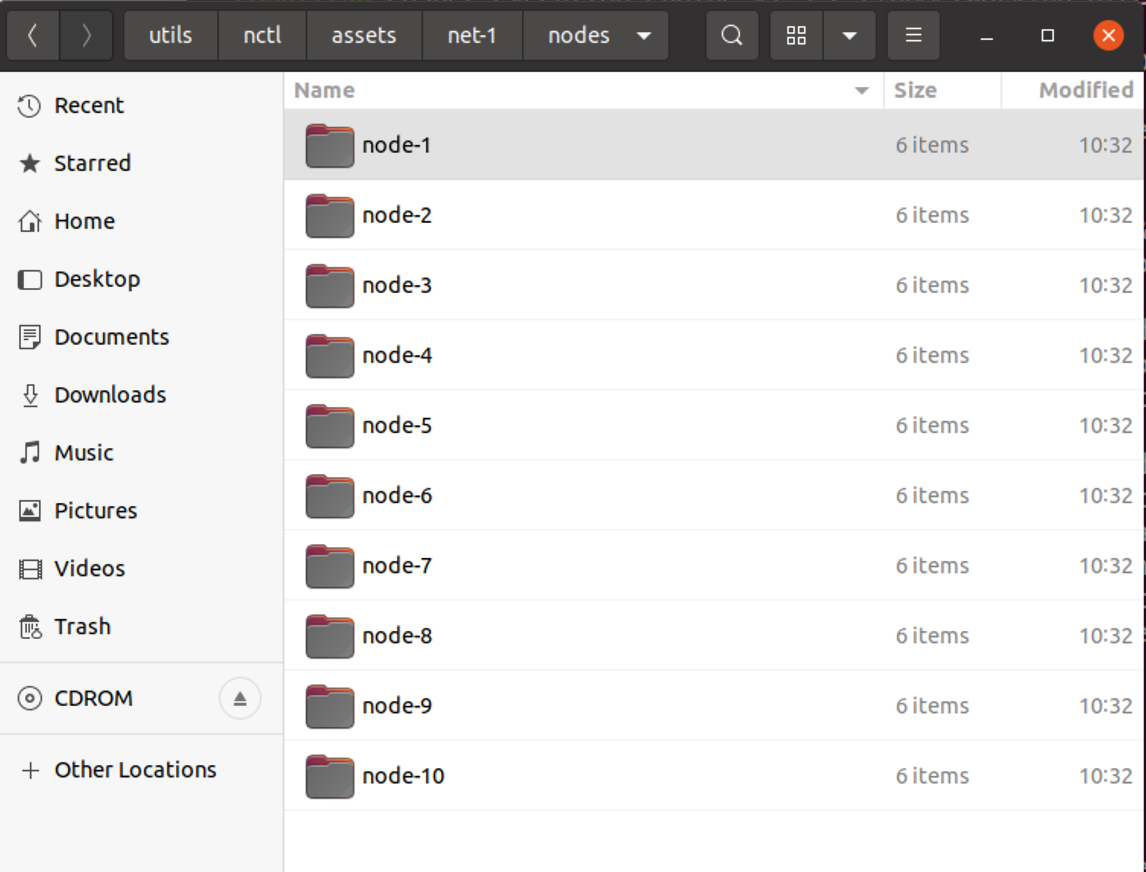 utils nctl assets net-1 nodes
Name Size Modified
Recent
Starred
Home
Desktop
Documents
Downloads
Music
Pictures
Videos
Trash
CDROM
Other Locations
node-1 6 items 10:32
node-2 6 items 10:32
node-3 6 items 10:32
node-4 6 items 10:32
node-5 6 items 10:32
node-6 6 items 10:32
node-7 6 items 10:32
node-8 6 items 10:32
node-9 6 items 10:32
node-10 6 items 10:32